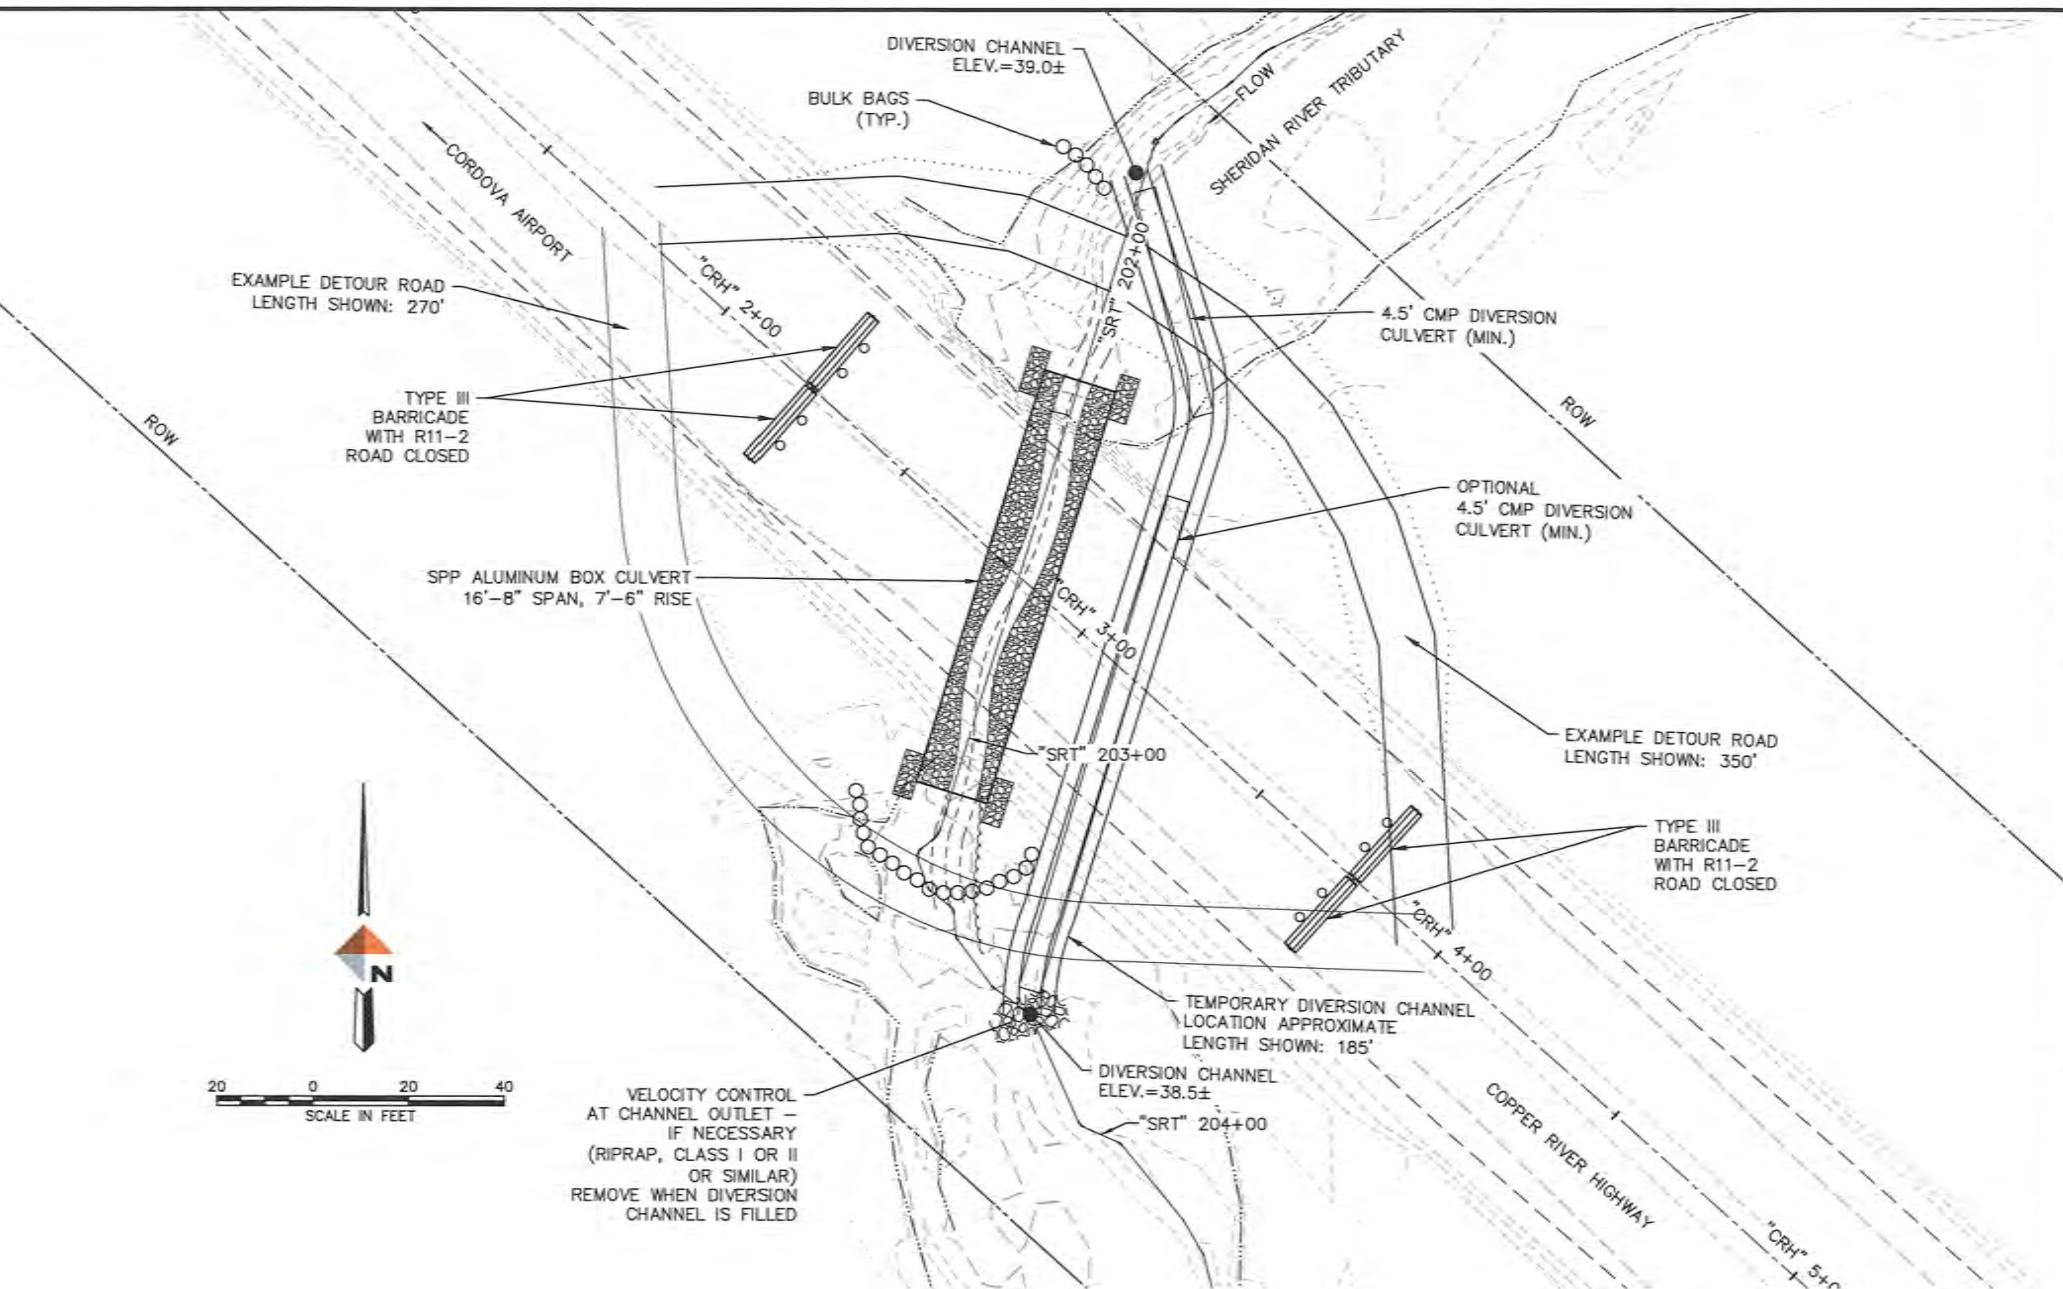 DIVERSION CHANNEL
ELEV.=39.0±
BULK BAGS
(TYP.)
FLOW
SHERIDAN RIVER TRIBUTARY
CORDOVA AIRPORT
"SRT" 202+00
EXAMPLE DETOUR ROAD
LENGTH SHOWN: 270'
"CRH" 2+00
4.5' CMP DIVERSION
CULVERT (MIN.)
TYPE III
BARRICADE
WITH R11-2
ROAD CLOSED
ROW
ROW
OPTIONAL
4.5' CMP DIVERSION
CULVERT (MIN.)
SPP ALUMINUM BOX CULVERT
16'-8" SPAN, 7'-6" RISE
"CRH" 3+00
"SRT" 203+00
EXAMPLE DETOUR ROAD
LENGTH SHOWN: 350'
TYPE III
BARRICADE
WITH R11-2
ROAD CLOSED
"CRH" 4+00
N
TEMPORARY DIVERSION CHANNEL
LOCATION APPROXIMATE
LENGTH SHOWN: 185'
DIVERSION CHANNEL
ELEV.=38.5±
"SRT" 204+00
20 0 20 40
SCALE IN FEET
VELOCITY CONTROL
AT CHANNEL OUTLET –
IF NECESSARY
(RIPRAP, CLASS I OR II
OR SIMILAR)
REMOVE WHEN DIVERSION
CHANNEL IS FILLED
COPPER RIVER HIGHWAY
"CRH" 5+0